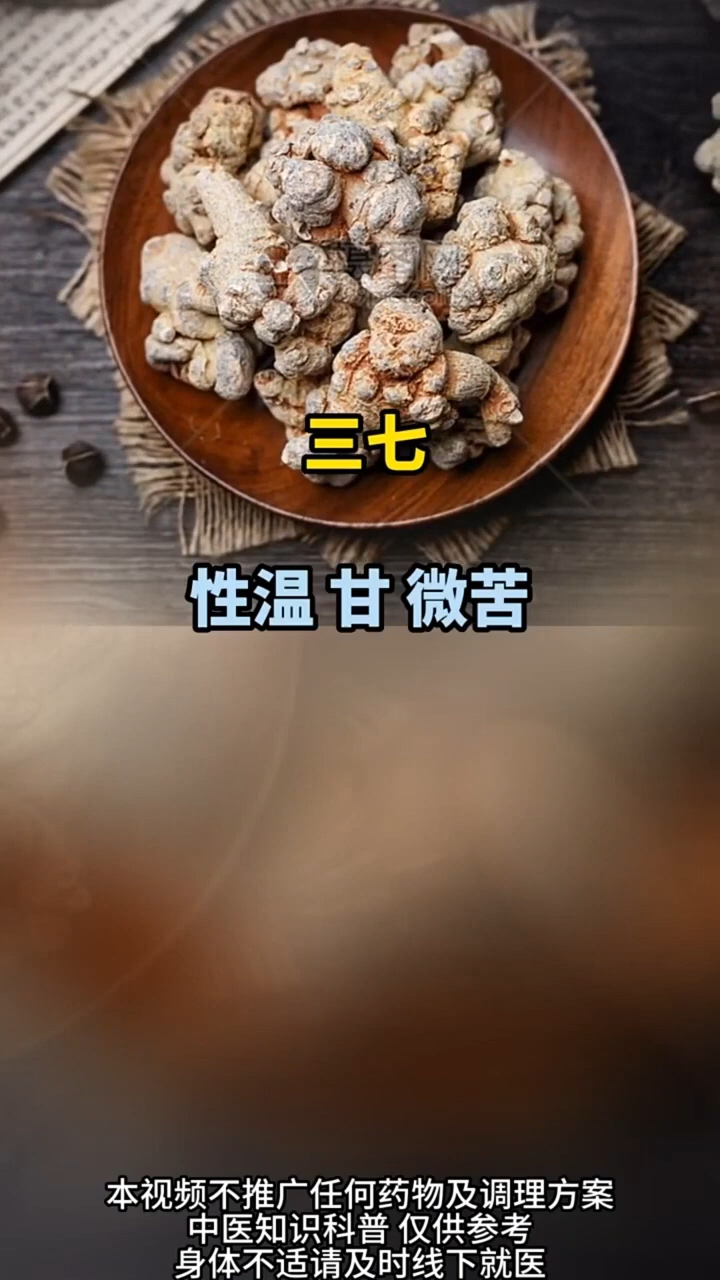 三七
性温 甘 微苦
本视频不推广任何药物及调理方案
中医知识科普 仅供参考
身体不适请及时线下就医